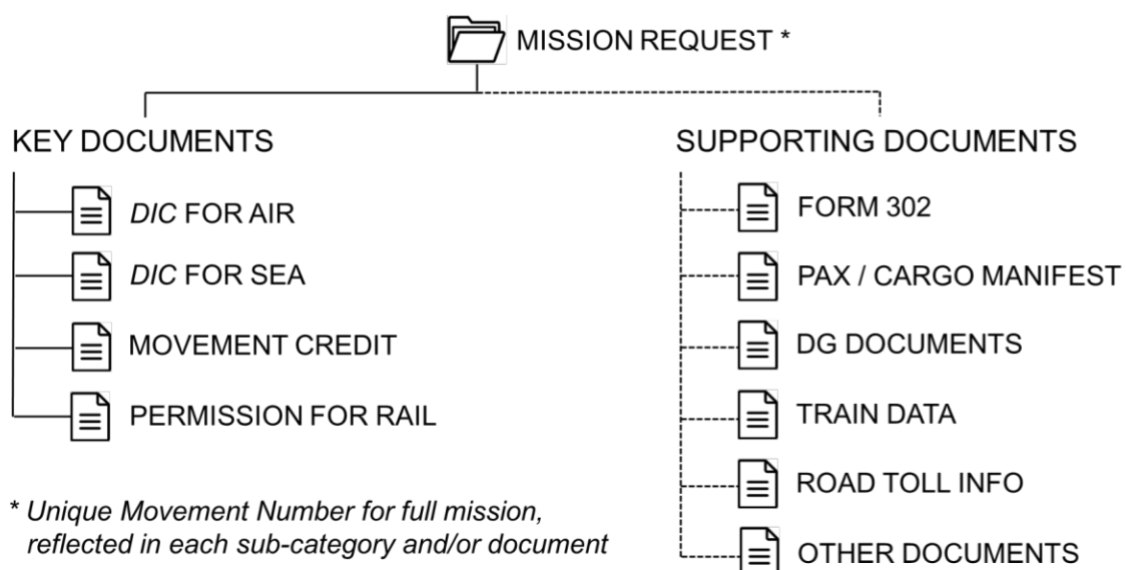 MISSION REQUEST *
KEY DOCUMENTS
DIC FOR AIR
DIC FOR SEA
MOVEMENT CREDIT
PERMISSION FOR RAIL
* Unique Movement Number for full mission,
reflected in each sub-category and/or document
SUPPORTING DOCUMENTS
FORM 302
PAX / CARGO MANIFEST
DG DOCUMENTS
TRAIN DATA
ROAD TOLL INFO
OTHER DOCUMENTS